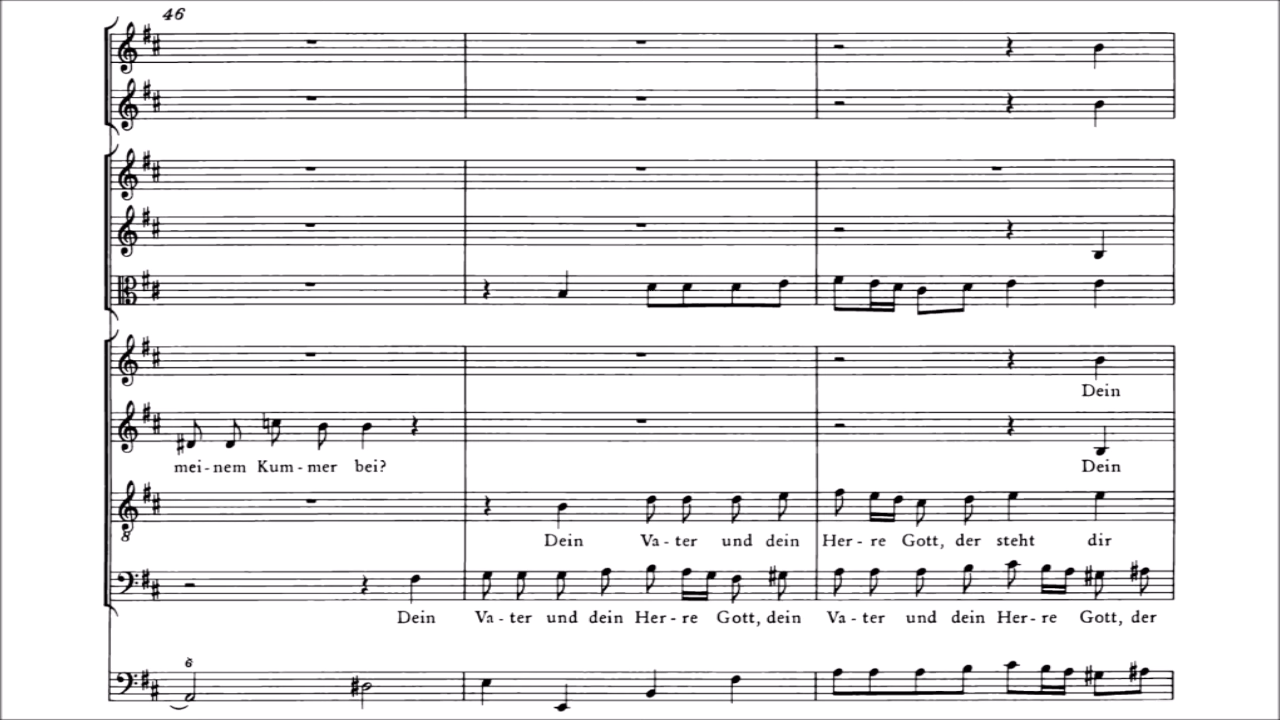 46
Dein
mei - nem Kum - mer bei? Dein
Dein Va - ter und dein Her - re Gott, der steht dir
Dein Va - ter und dein Her - re Gott, dein Va - ter und dein Her - re Gott, der
6